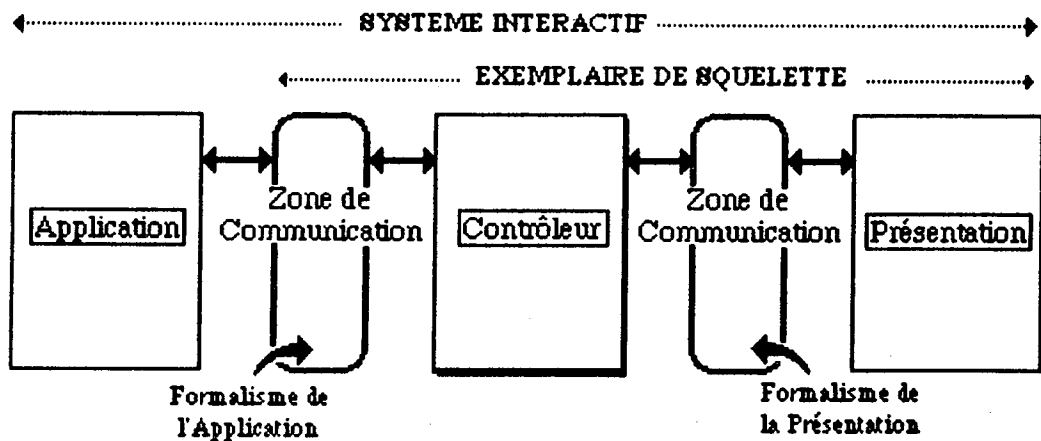 SYSTEME INTERACTIF
EXEMPLAIRE DE SQUELETTE
Application
Zone de
Communication
Contrôleur
Zone de
Communication
Présentation
Formalisme de
l'Application
Formalisme de
la Présentation